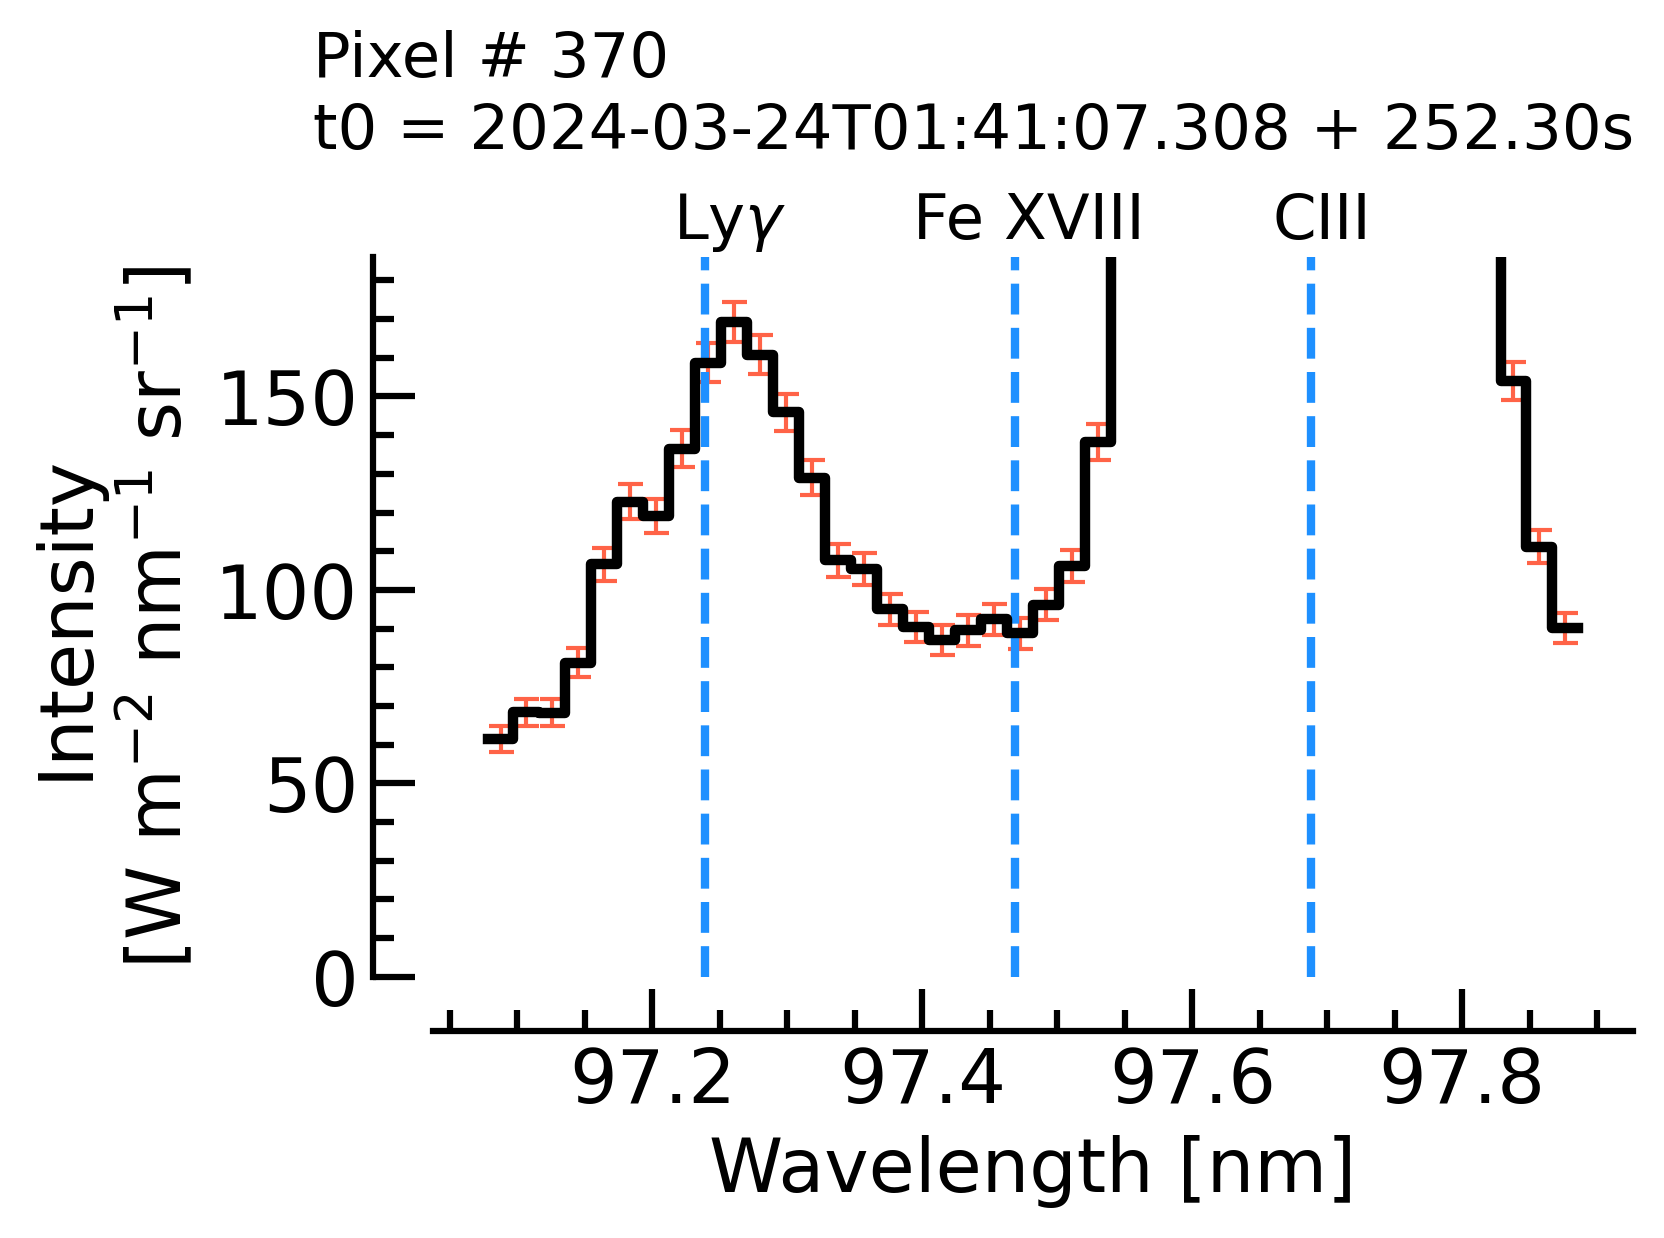 Pixel # 370
t0 = 2024-03-24T01:41:07.308 + 252.30s
Lyγ Fe XVIII CIII
Intensity
[W m⁻² nm⁻¹ sr⁻¹]
150
100
50
0
97.2 97.4 97.6 97.8
Wavelength [nm]